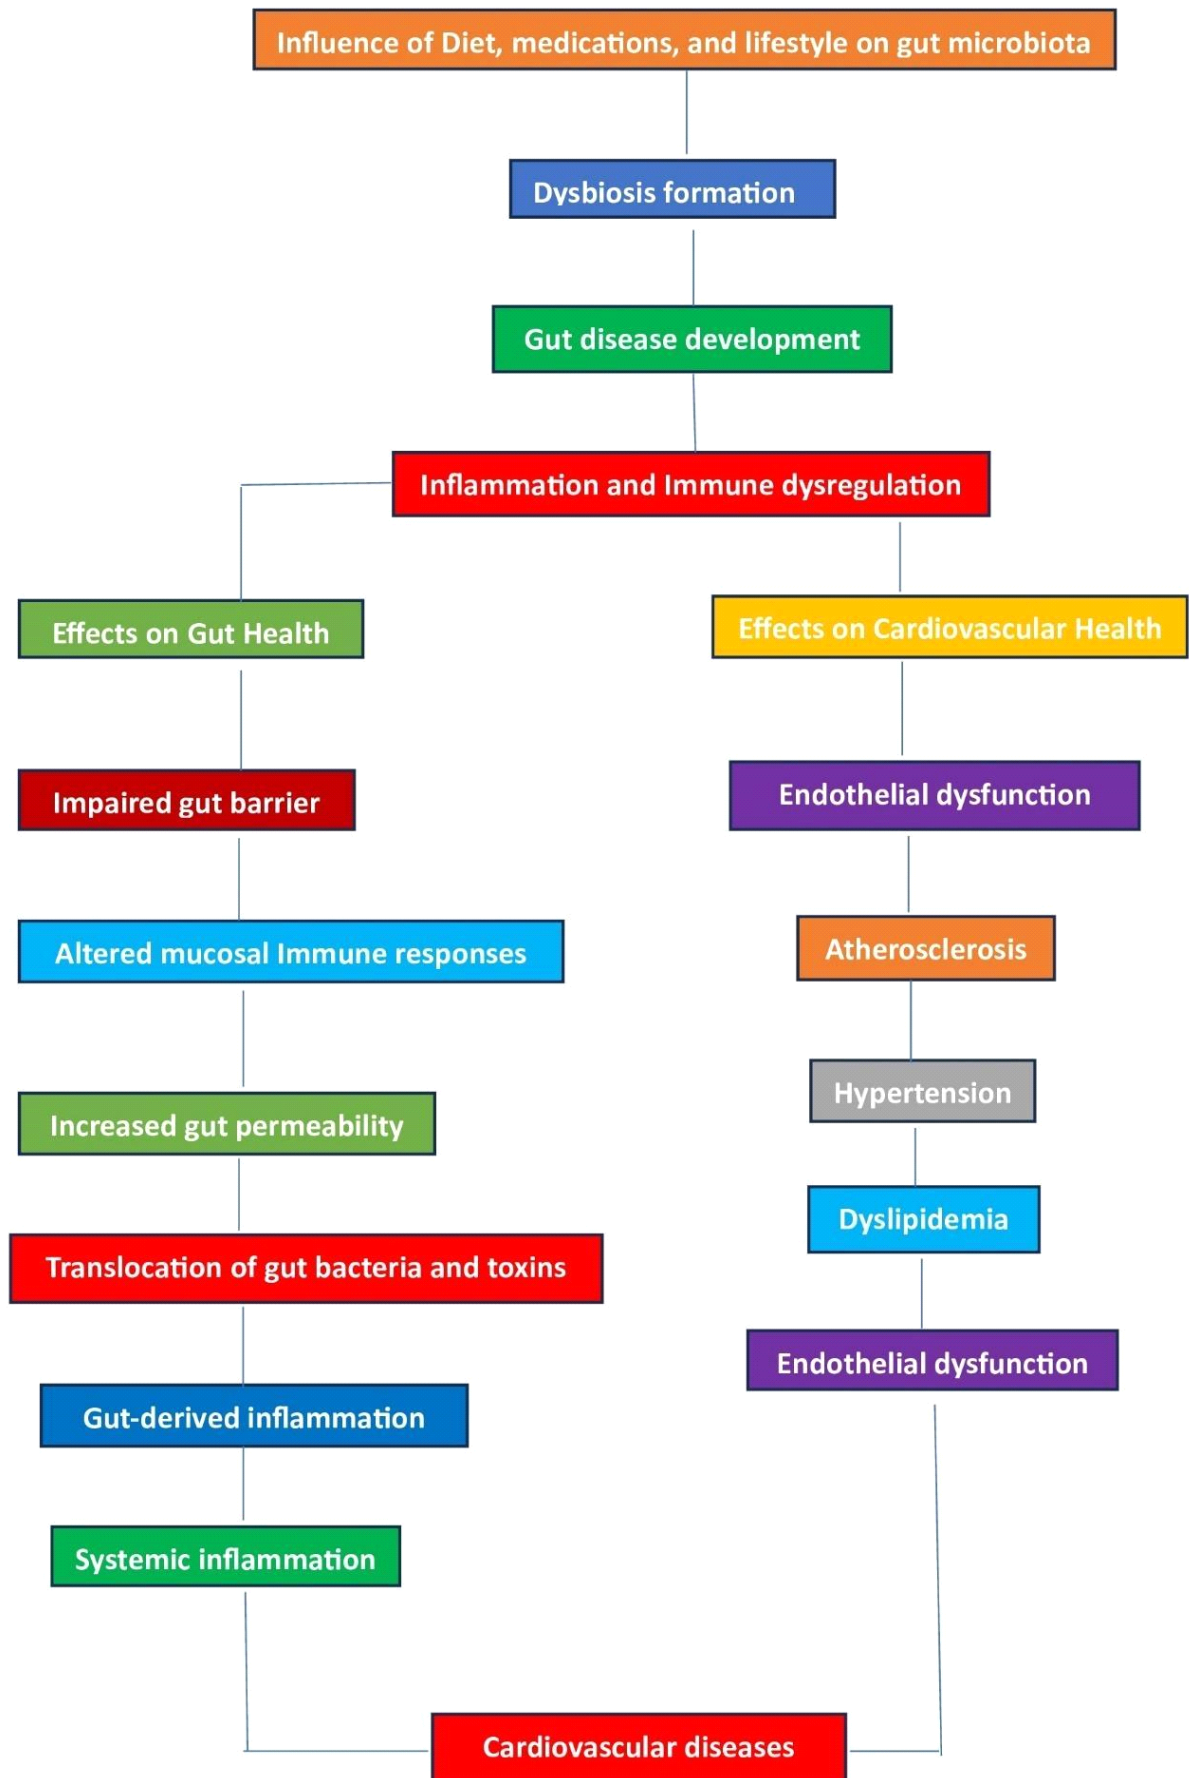 Influence of Diet, medications, and lifestyle on gut microbiota
Dysbiosis formation
Gut disease development
Inflammation and Immune dysregulation
Effects on Gut Health
Impaired gut barrier
Altered mucosal Immune responses
Increased gut permeability
Translocation of gut bacteria and toxins
Gut-derived inflammation
Systemic inflammation
Effects on Cardiovascular Health
Endothelial dysfunction
Atherosclerosis
Hypertension
Dyslipidemia
Endothelial dysfunction
Cardiovascular diseases